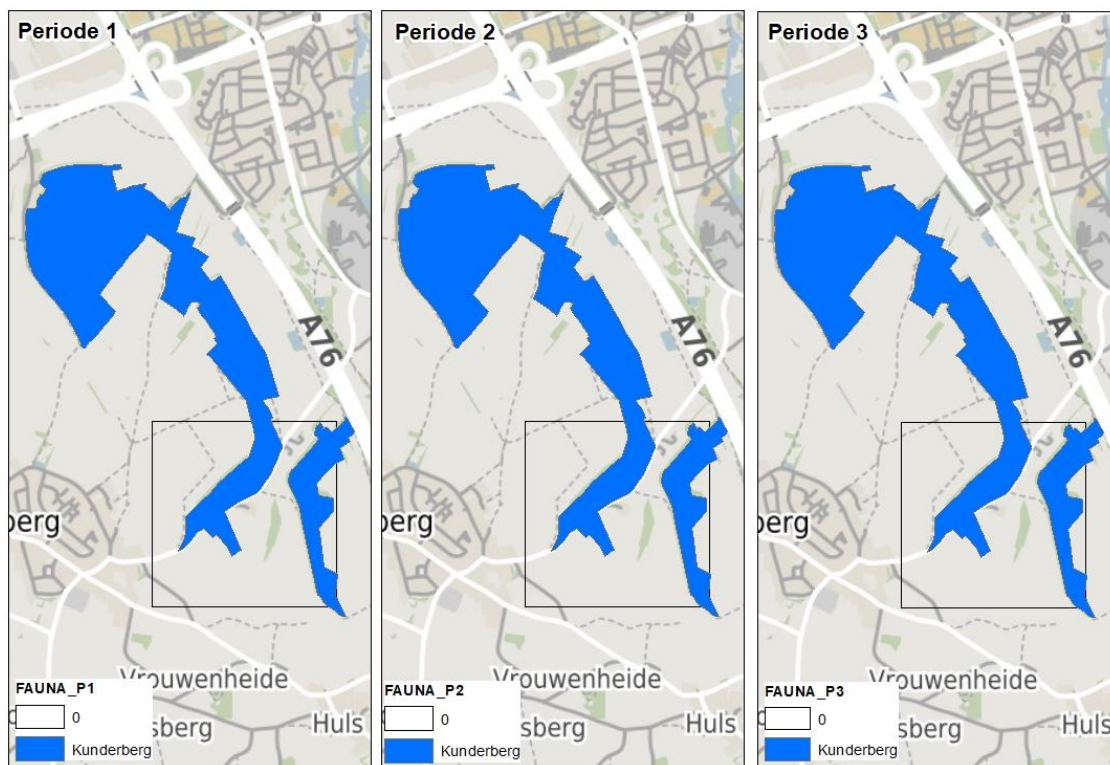 Periode 1
A76
berg
Vrouwenheide
FAUNA_P1
0
sberg
Huls
Kunderberg
Periode 2
A76
berg
Vrouwenheide
FAUNA_P2
0
sberg
Huls
Kunderberg
Periode 3
A76
berg
Vrouwenheide
FAUNA_P3
0
sberg
Huls
Kunderberg